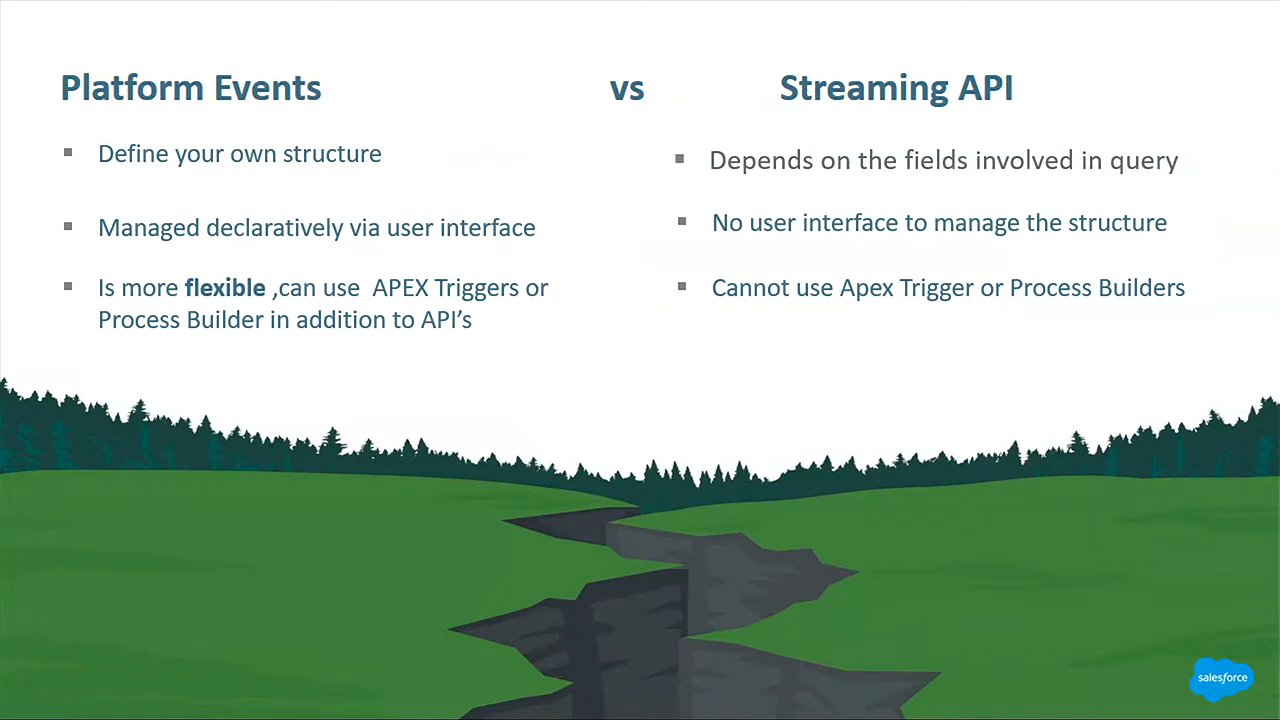 Platform Events vs Streaming API
▪ Define your own structure
▪ Managed declaratively via user interface
▪ Is more flexible ,can use APEX Triggers or
Process Builder in addition to API’s
▪ Depends on the fields involved in query
▪ No user interface to manage the structure
▪ Cannot use Apex Trigger or Process Builders
salesforce